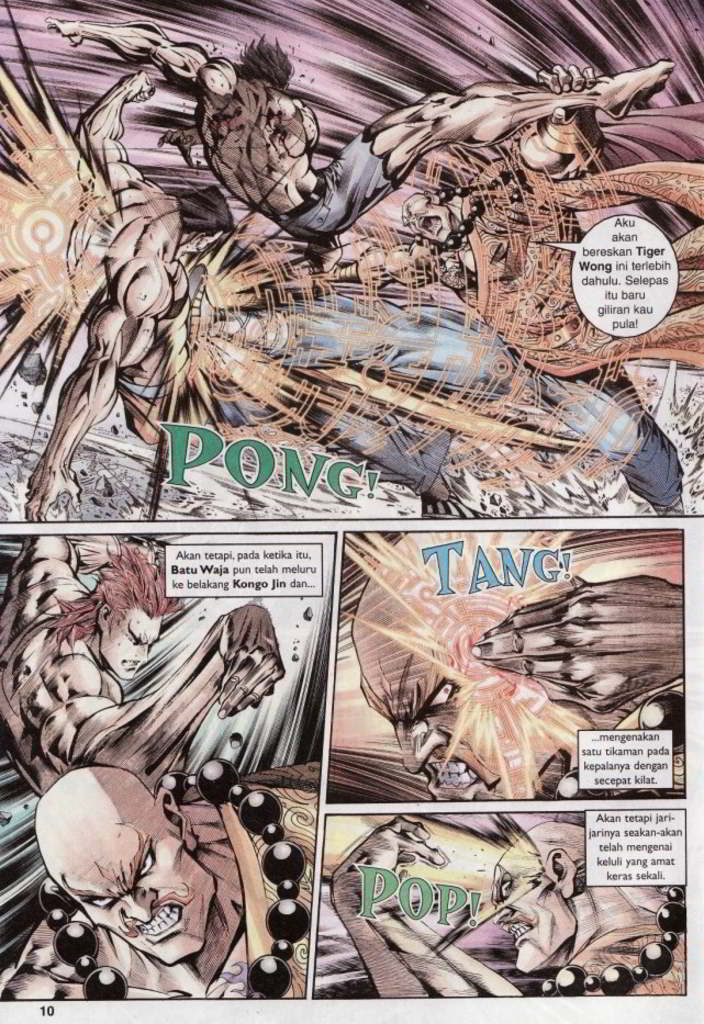 Aku
akan
bereskan Tiger
Wong ini terlebih
dahulu. Selepas
itu baru
giliran kau
pula!
PONG!
Akan tetapi, pada ketika itu,
Batu Waja pun telah meluru
ke belakang Kongo Jin dan...
TANG!
...mengenakan
satu tikaman pada
kepalanya dengan
secepat kilat.
Akan tetapi jari-
jarinya seakan-akan
telah mengenai
keluli yang amat
keras sekali.
POP!
10